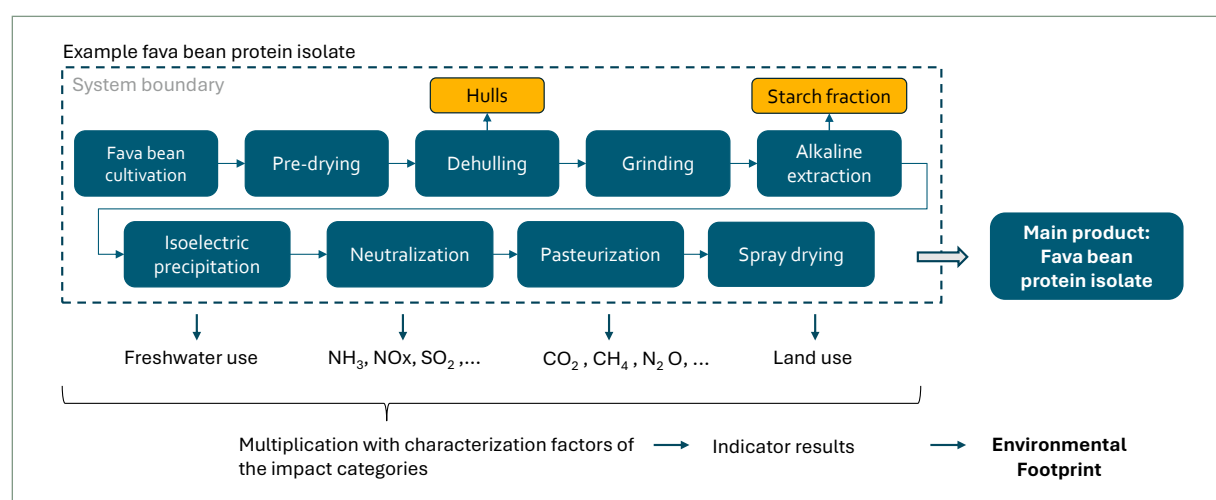 Example fava bean protein isolate
System boundary
Hulls
Starch fraction
Fava bean
cultivation
Pre-drying
Dehulling
Grinding
Alkaline
extraction
Isoelectric
precipitation
Neutralization
Pasteurization
Spray drying
Main product:
Fava bean
protein isolate
Freshwater use
NH₃, NOx, SO₂ ,...
CO₂ , CH₄ , N₂ O, ...
Land use
Multiplication with characterization factors of
the impact categories
Indicator results
Environmental
Footprint